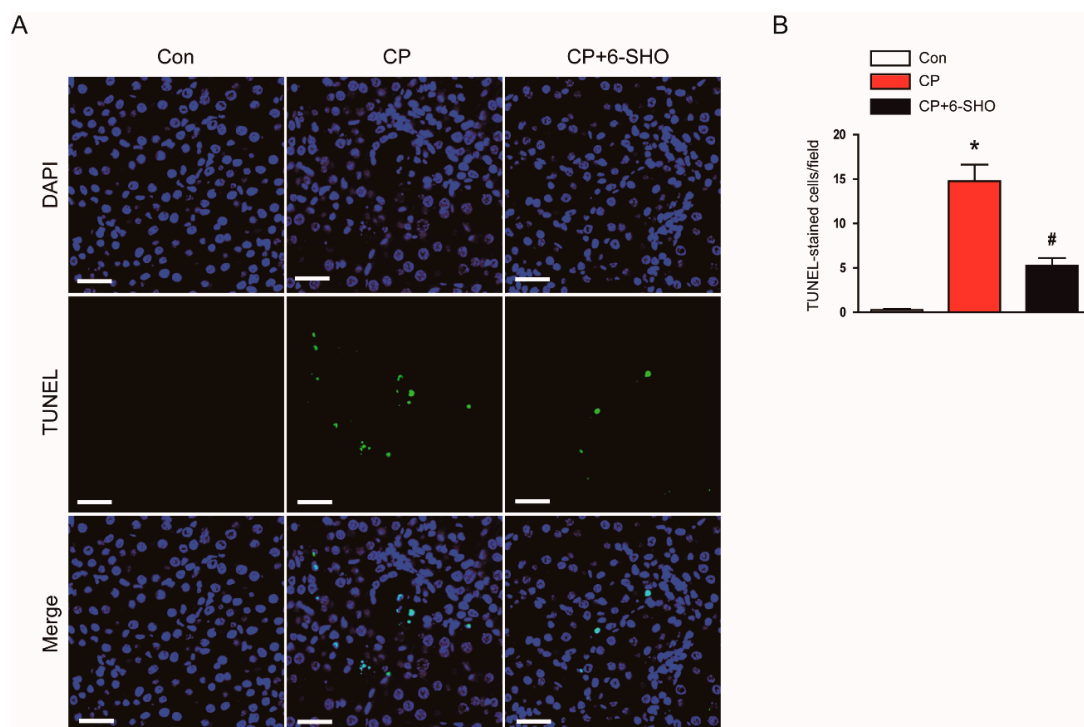 A
Con
CP
CP+6-SHO
DAPI
TUNEL
Merge
B
Con
CP
CP+6-SHO
TUNEL-stained cells/field
20
15
10
5
0
*
#